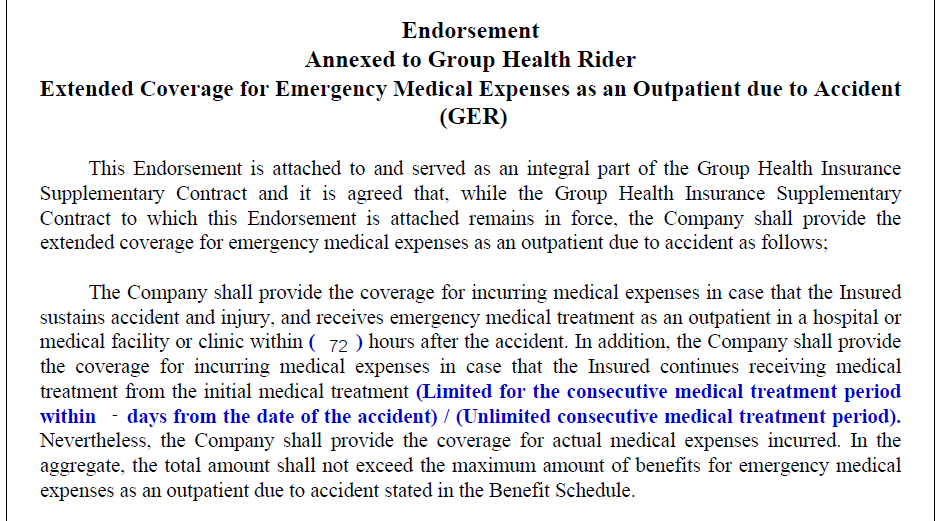 Endorsement
Annexed to Group Health Rider
Extended Coverage for Emergency Medical Expenses as an Outpatient due to Accident
(GER)
This Endorsement is attached to and served as an integral part of the Group Health Insurance
Supplementary Contract and it is agreed that, while the Group Health Insurance Supplementary
Contract to which this Endorsement is attached remains in force, the Company shall provide the
extended coverage for emergency medical expenses as an outpatient due to accident as follows;
The Company shall provide the coverage for incurring medical expenses in case that the Insured
sustains accident and injury, and receives emergency medical treatment as an outpatient in a hospital or
medical facility or clinic within ( 72 ) hours after the accident. In addition, the Company shall provide
the coverage for incurring medical expenses in case that the Insured continues receiving medical
treatment from the initial medical treatment (Limited for the consecutive medical treatment period
within - days from the date of the accident) / (Unlimited consecutive medical treatment period).
Nevertheless, the Company shall provide the coverage for actual medical expenses incurred. In the
aggregate, the total amount shall not exceed the maximum amount of benefits for emergency medical
expenses as an outpatient due to accident stated in the Benefit Schedule.